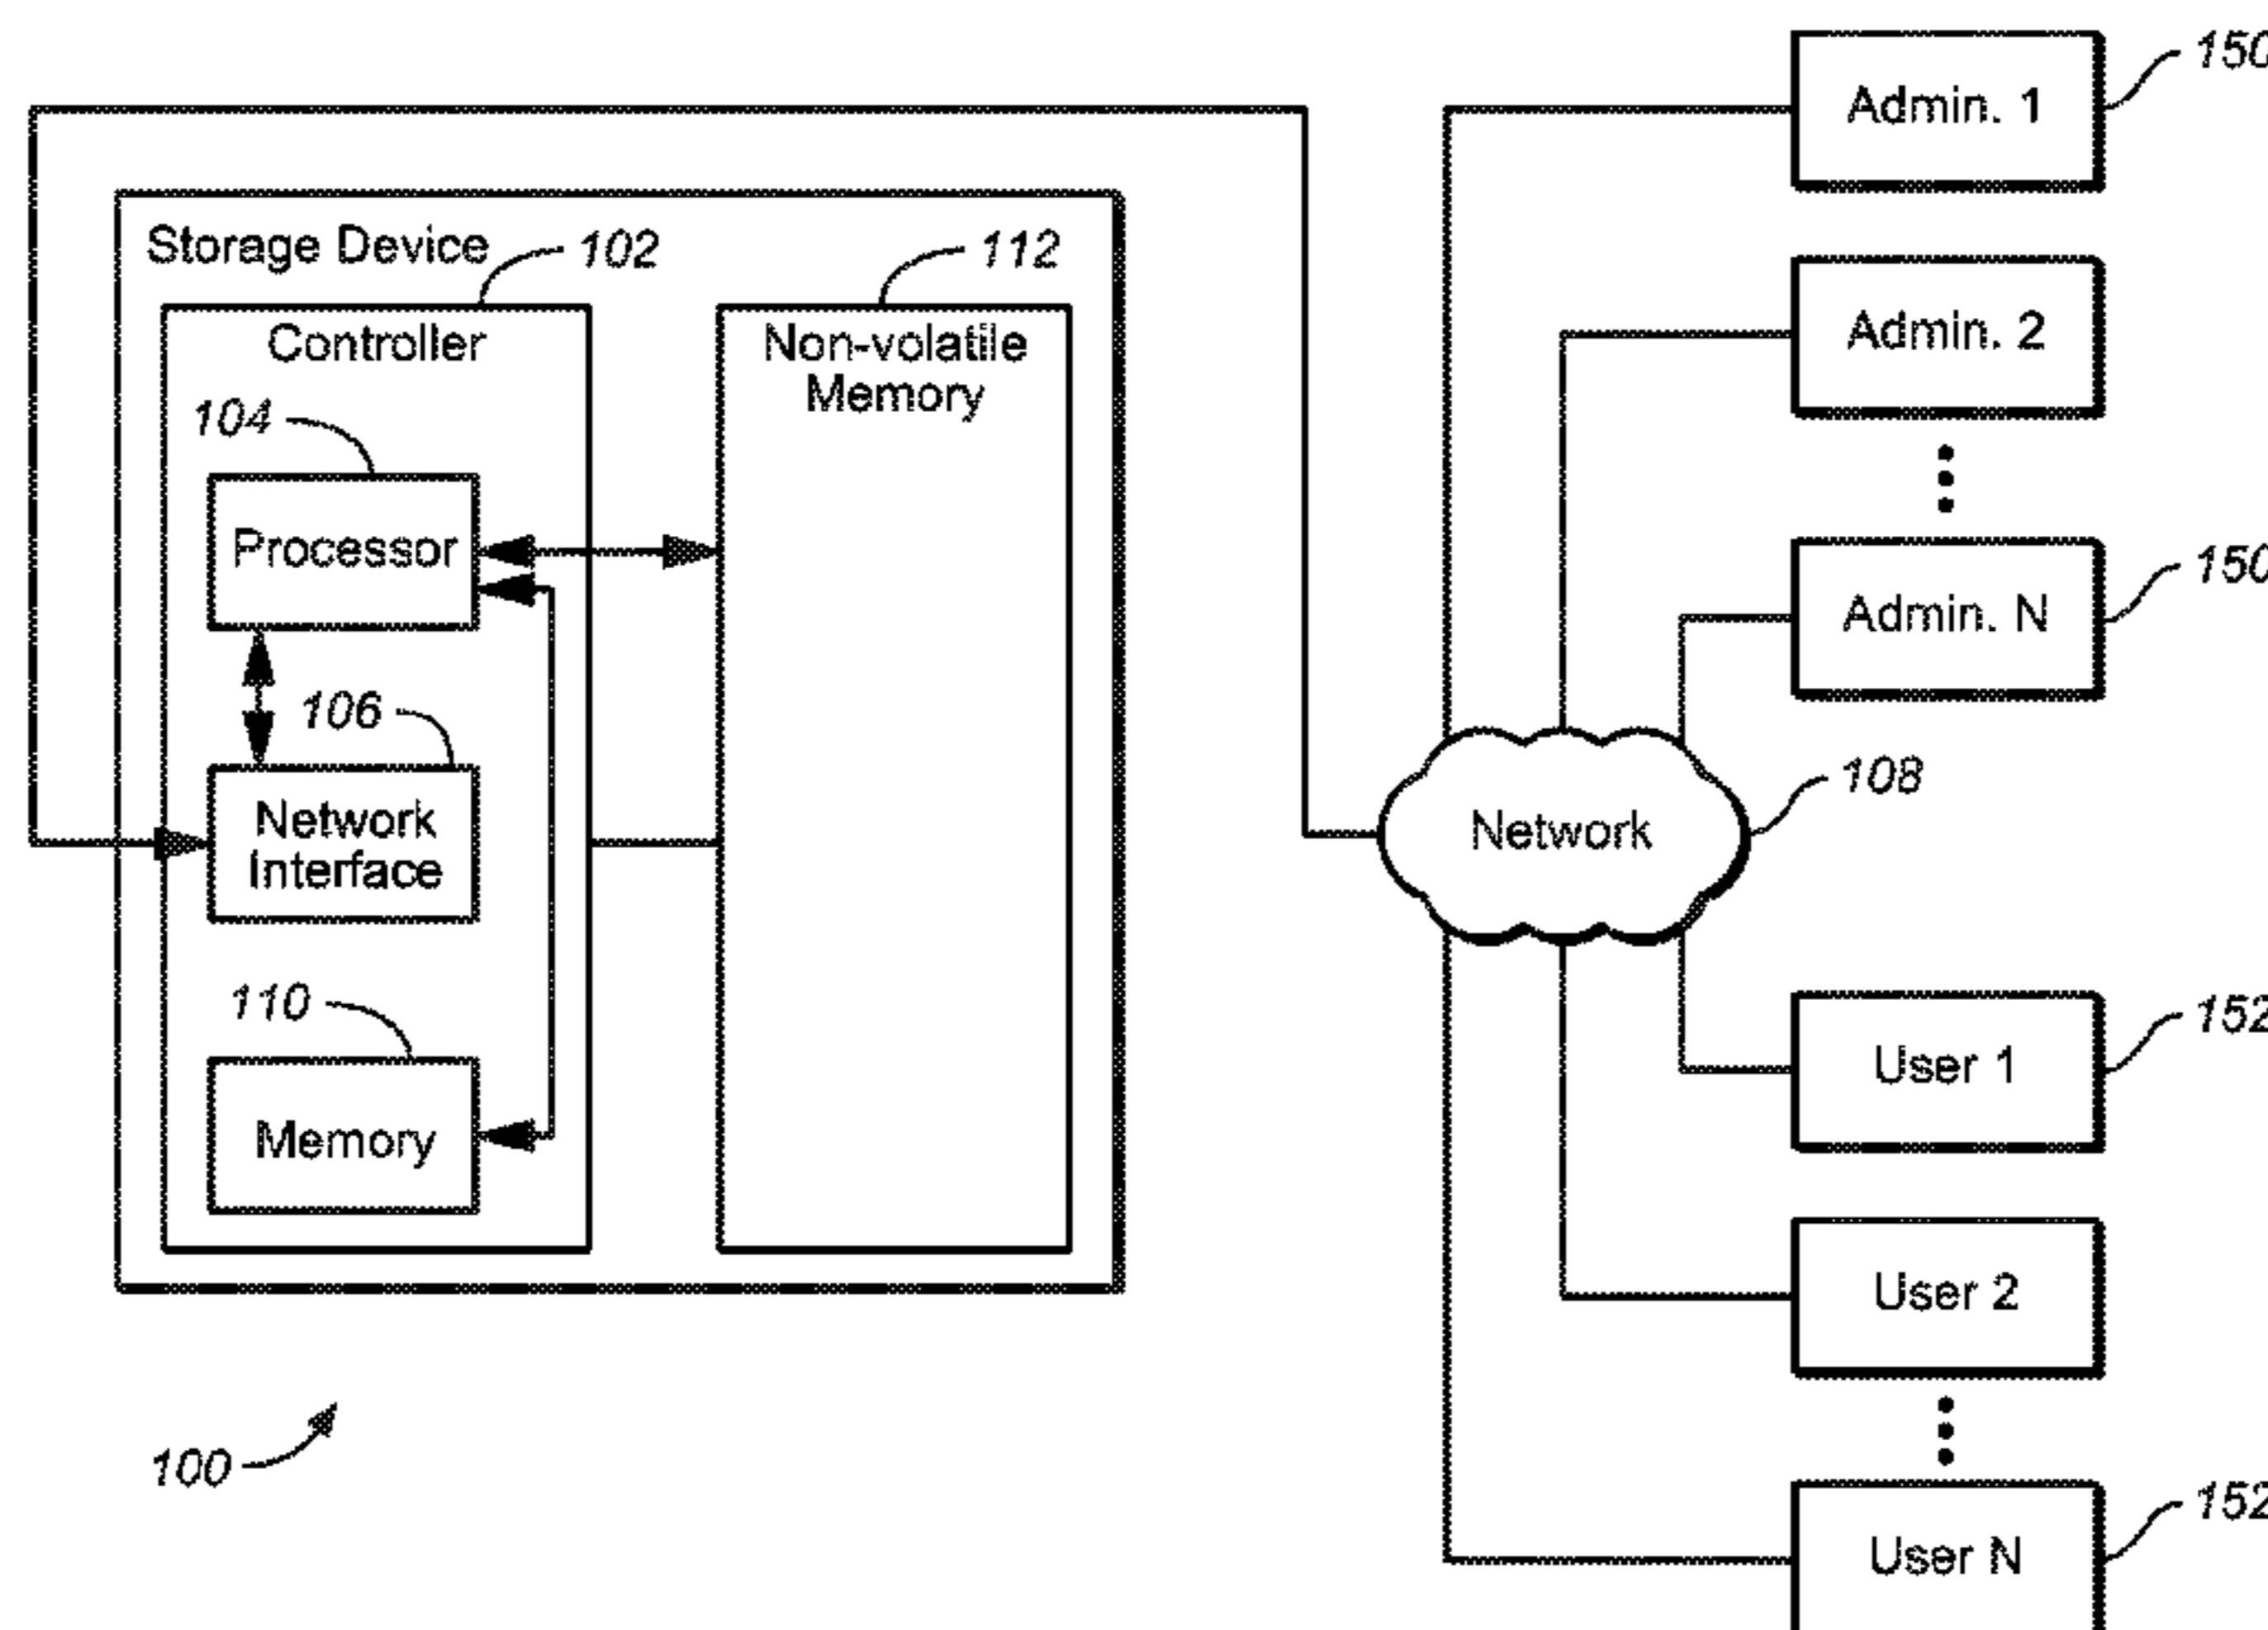 Storage Device
102
112
Controller
Non-volatile
Memory
104
Processor
106
Network
Interface
110
Memory
100
Admin. 1
150
Admin. 2
Admin. N
150
Network
108
User 1
152
User 2
User N
152